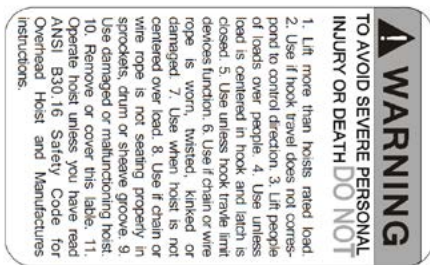 WARNING
TO AVOID SEVERE PERSONAL
INJURY OR DEATH DO NOT
1. Lift more than hoists rated load.
2. Use if hook travel does not corres-
pond to control direction. 3. Lift people
of loads over people. 4. Use unless
load is centered in hook and latch is
closed. 5. Use unless hook travle limit
devices function. 6. Use if chain or wire
rope is worn, twisted, kinked or
damaged. 7. Use when hoist is not
centered over load. 8. Use if chain or
wire rope is not seating properly in
sprockets, drum or sheave groove. 9.
Use damaged or malfunctioning hoist.
10. Remove or cover this lable. 11.
Operate hoist unless you have read
ANSI B30.16 Safety Code for
Overhead Hoist and Manufactures
instructions.